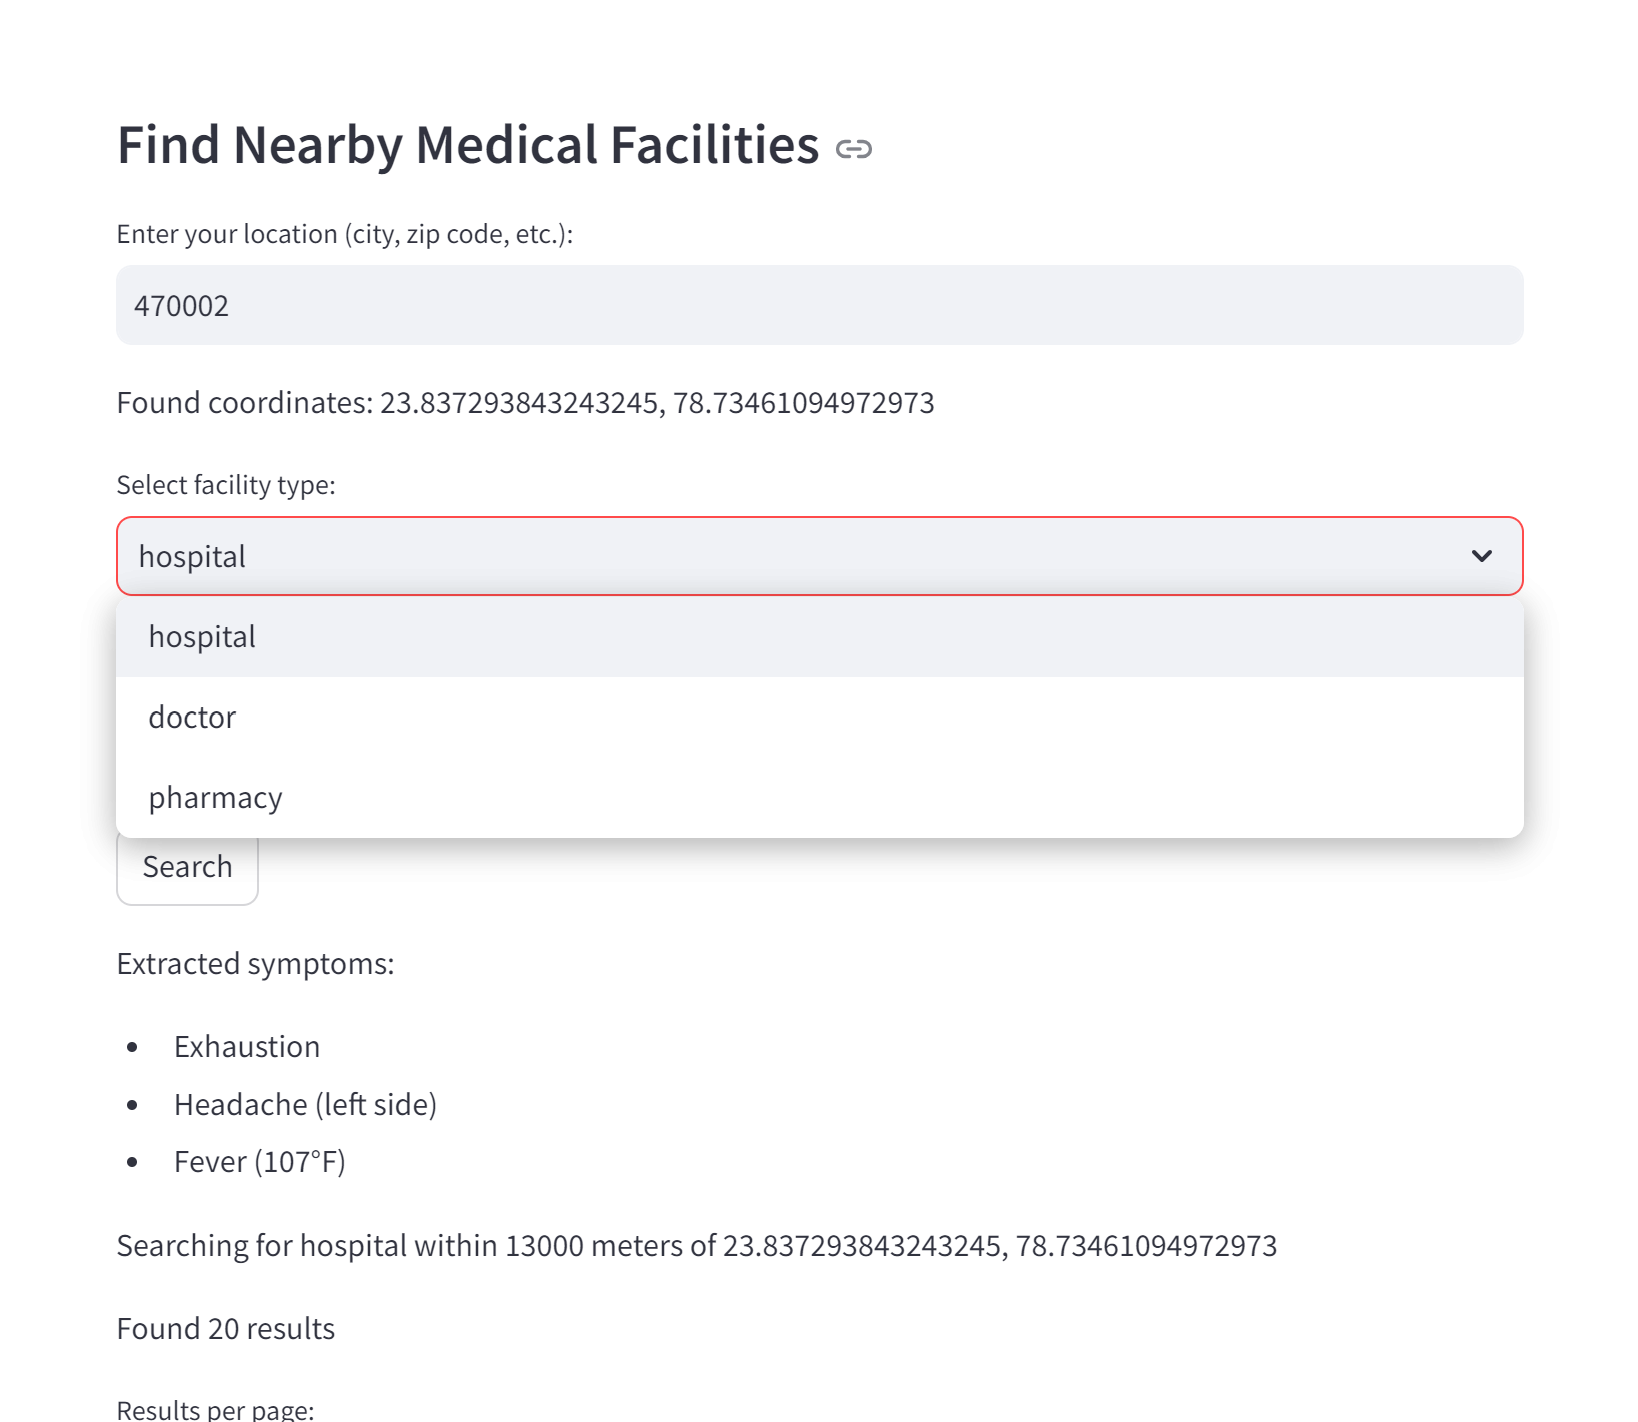 Find Nearby Medical Facilities
Enter your location (city, zip code, etc.):
470002
Found coordinates: 23.837293843243245, 78.73461094972973
Select facility type:
hospital
hospital
doctor
pharmacy
Search
Extracted symptoms:
• Exhaustion
• Headache (left side)
• Fever (107°F)
Searching for hospital within 13000 meters of 23.837293843243245, 78.73461094972973
Found 20 results
Results per page: